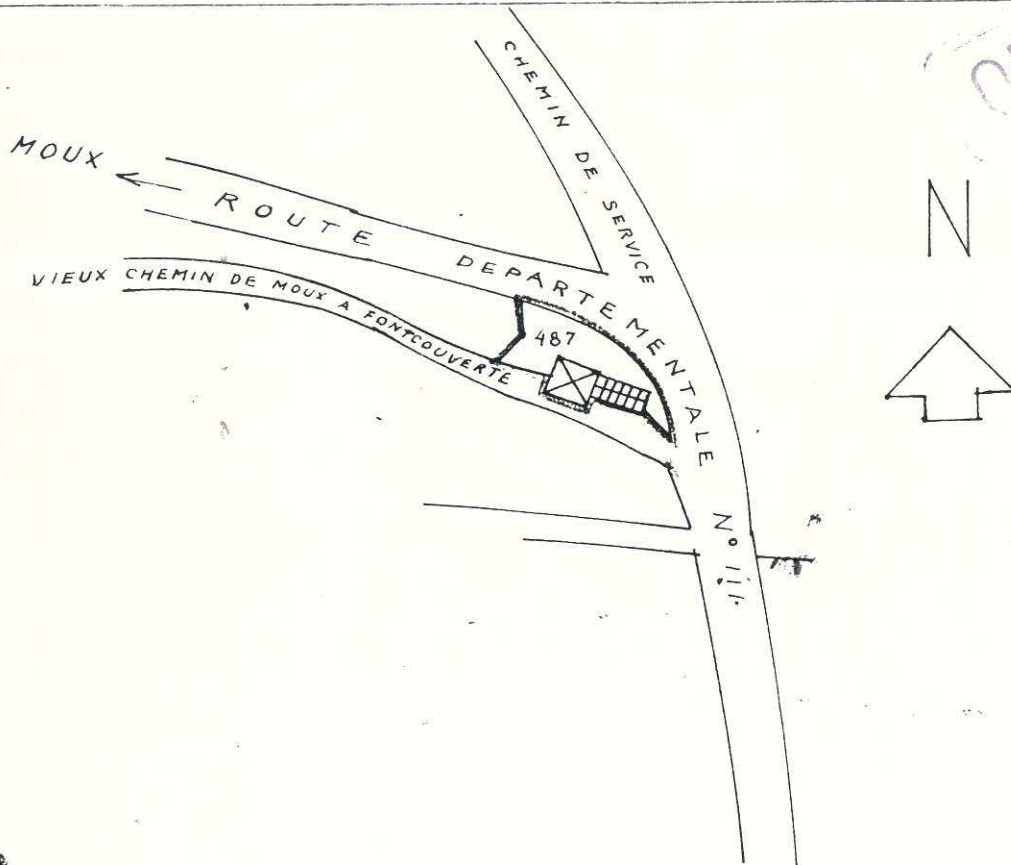 CHEMIN DE SERVICE
MOUX
N
ROUTE DEPARTEMENTALE N° 111.
VIEUX CHEMIN DE MOUX A FONTCOUVERTE
487